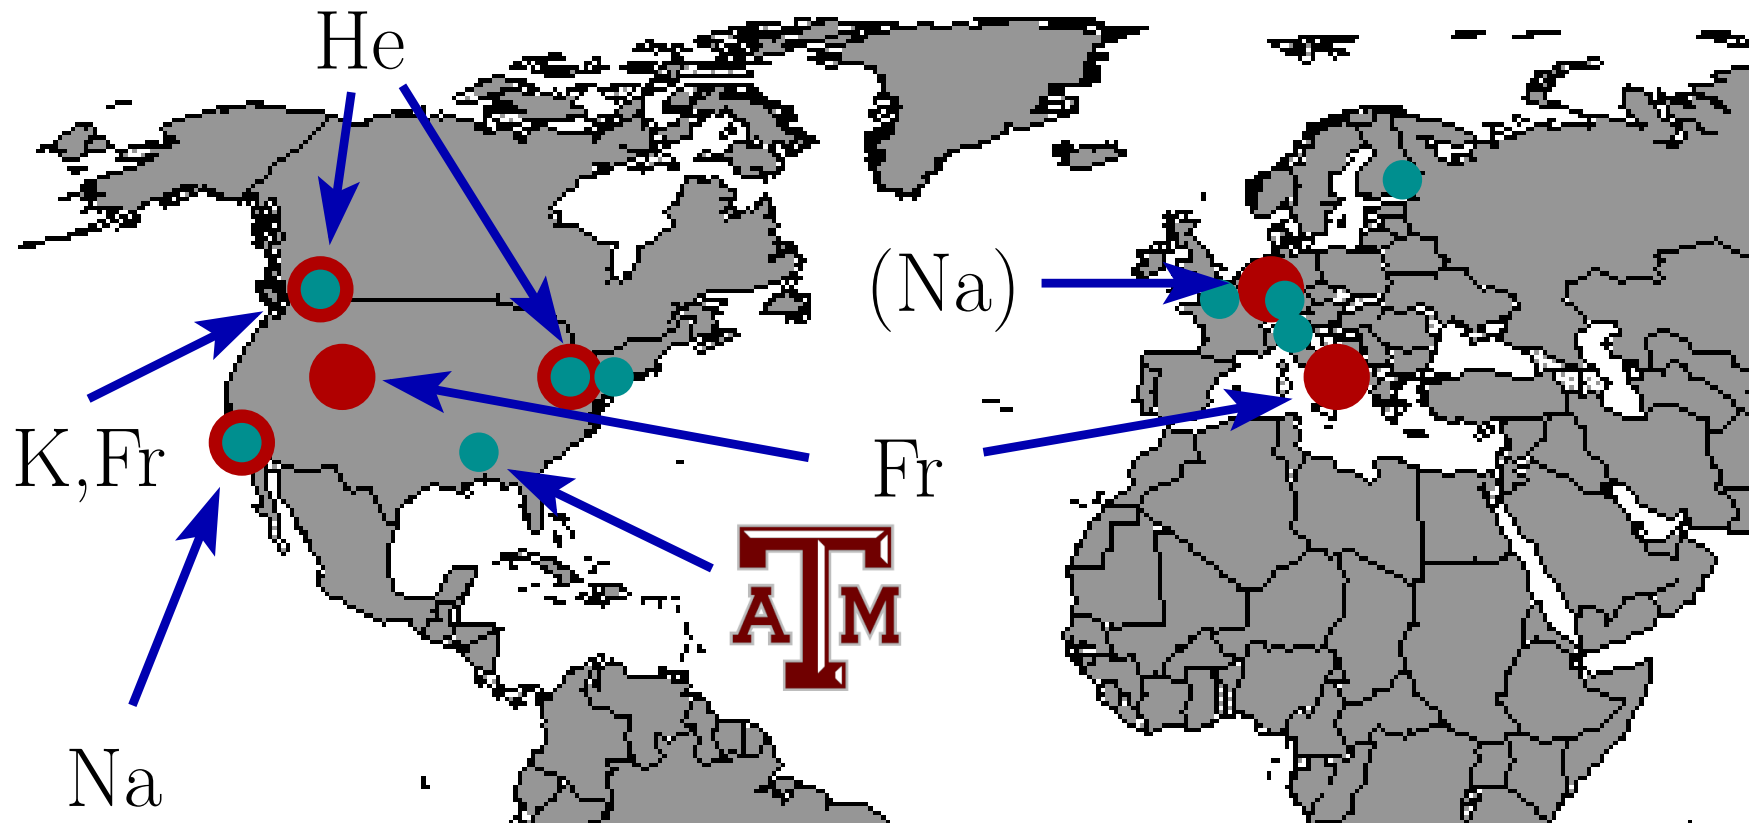 He
(Na)
K,Fr
Fr
ATM
Na